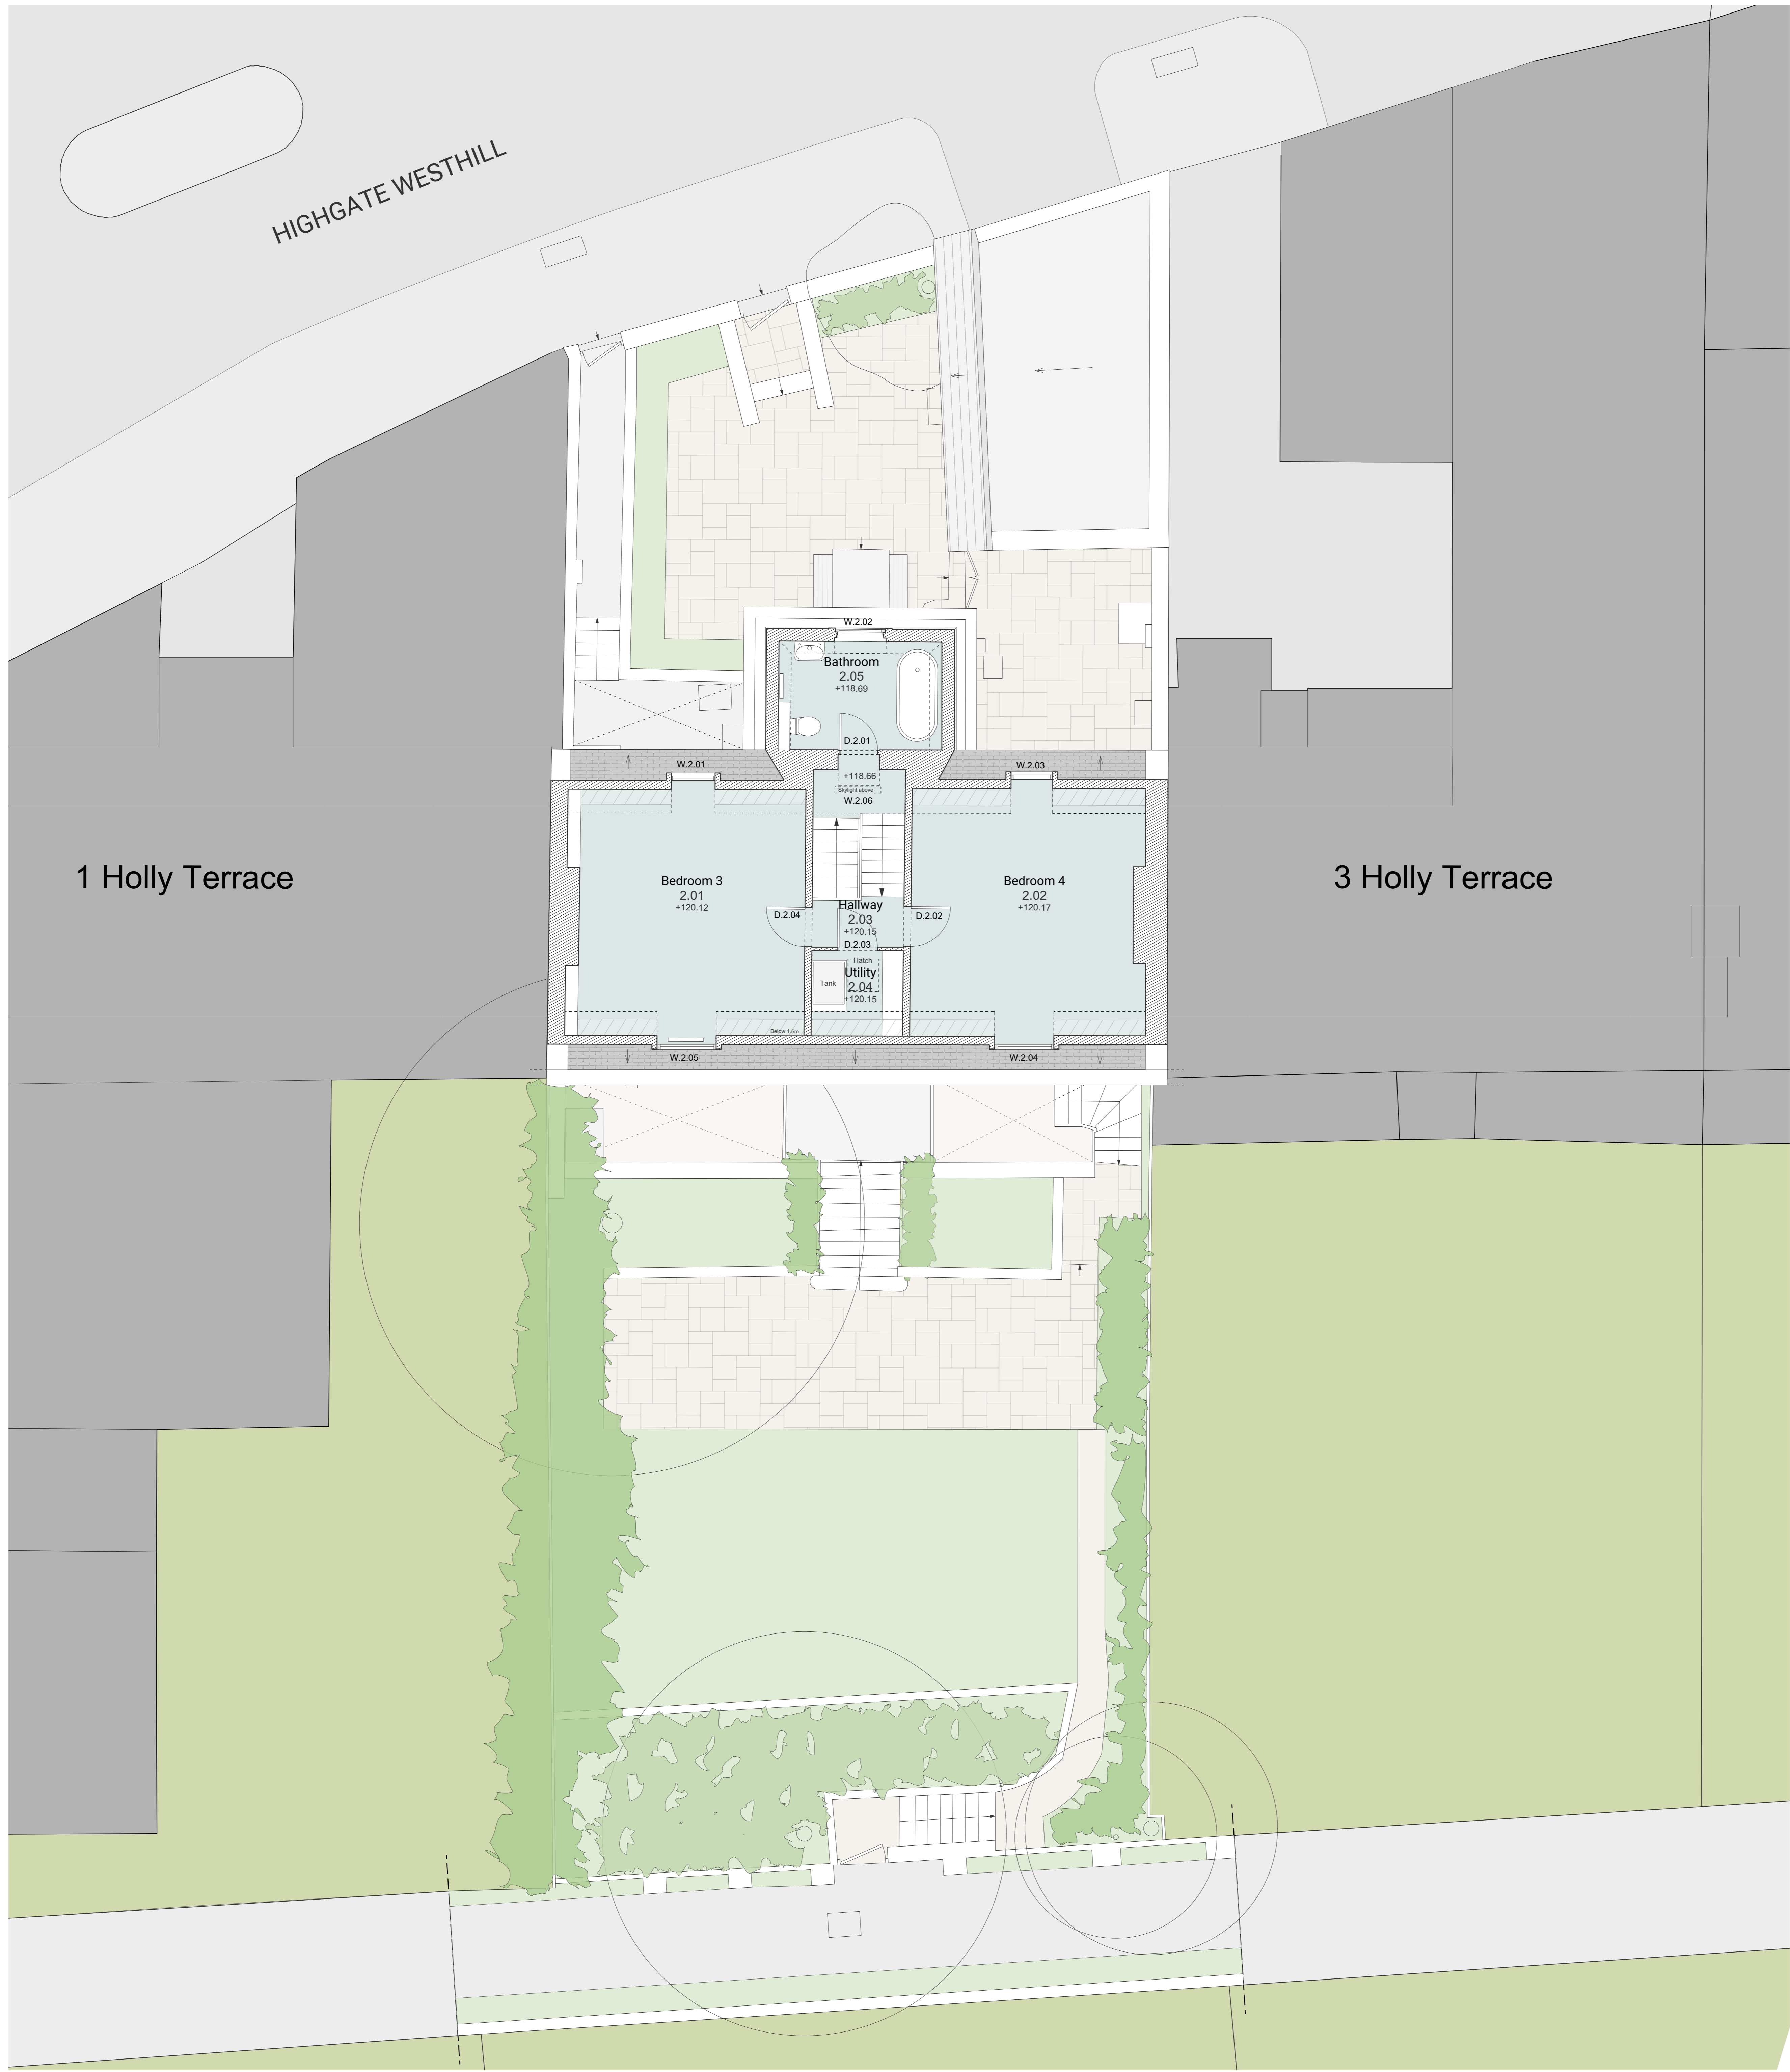 HIGHGATE WESTHILL
W.2.02
Bathroom
2.05
+118.69
D.2.01
W.2.01
W.2.03
+118.66
Skylight above
W.2.06
1 Holly Terrace
Bedroom 3
2.01
+120.12
Bedroom 4
2.02
+120.17
3 Holly Terrace
Hallway
2.03
+120.15
D.2.04
D.2.02
D.2.03
Hatch
Utility
2.04
+120.15
Tank
Below 1.5m
W.2.05
W.2.04